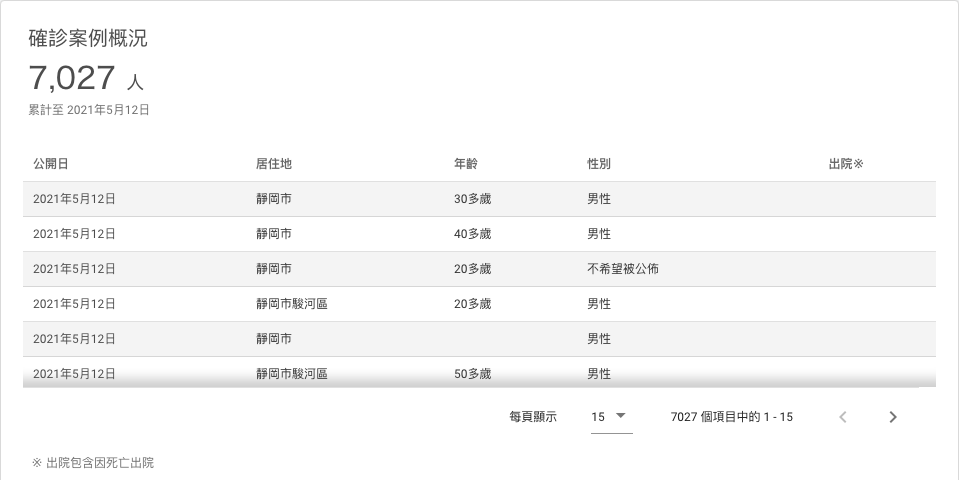 確診案例概況
7,027 人
累計至 2021年5月12日
公開日 居住地 年齡 性別 出院※
2021年5月12日 靜岡市 30多歲 男性
2021年5月12日 靜岡市 40多歲 男性
2021年5月12日 靜岡市 20多歲 不希望被公佈
2021年5月12日 靜岡市駿河區 20多歲 男性
2021年5月12日 靜岡市 男性
2021年5月12日 靜岡市駿河區 50多歲 男性
每頁顯示 15 7027 個項目中的 1 - 15
※ 出院包含因死亡出院